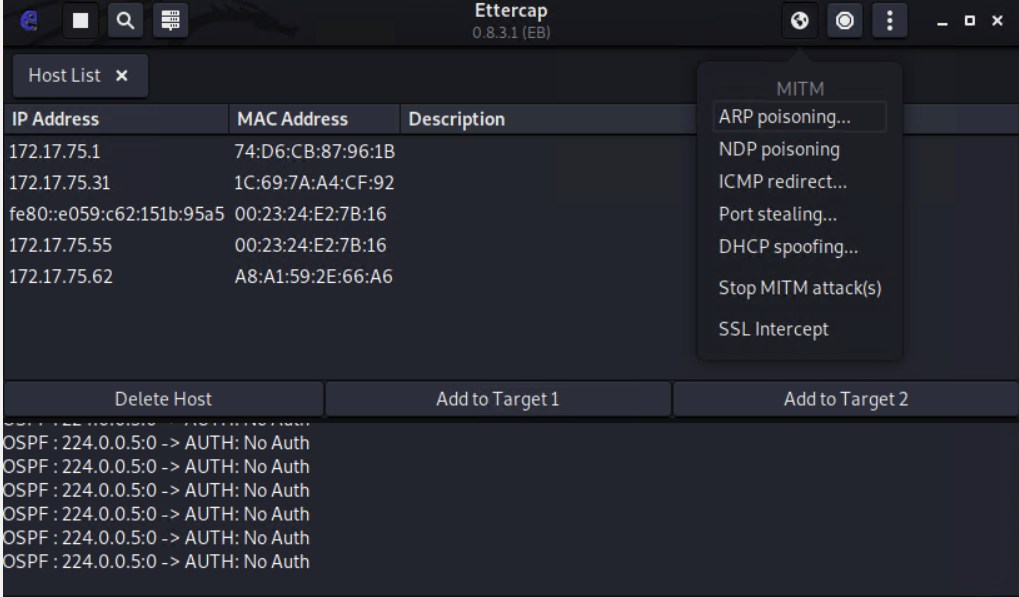 Ettercap
0.8.3.1 (EB)
Host List ×
IP Address MAC Address Description
172.17.75.1 74:D6:CB:87:96:1B
172.17.75.31 1C:69:7A:A4:CF:92
fe80::e059:c62:151b:95a5 00:23:24:E2:7B:16
172.17.75.55 00:23:24:E2:7B:16
172.17.75.62 A8:A1:59:2E:66:A6
MITM
ARP poisoning...
NDP poisoning
ICMP redirect...
Port stealing...
DHCP spoofing...
Stop MITM attack(s)
SSL Intercept
Delete Host Add to Target 1 Add to Target 2
OSPF : 224.0.0.5:0 -> AUTH: No Auth
OSPF : 224.0.0.5:0 -> AUTH: No Auth
OSPF : 224.0.0.5:0 -> AUTH: No Auth
OSPF : 224.0.0.5:0 -> AUTH: No Auth
OSPF : 224.0.0.5:0 -> AUTH: No Auth
OSPF : 224.0.0.5:0 -> AUTH: No Auth